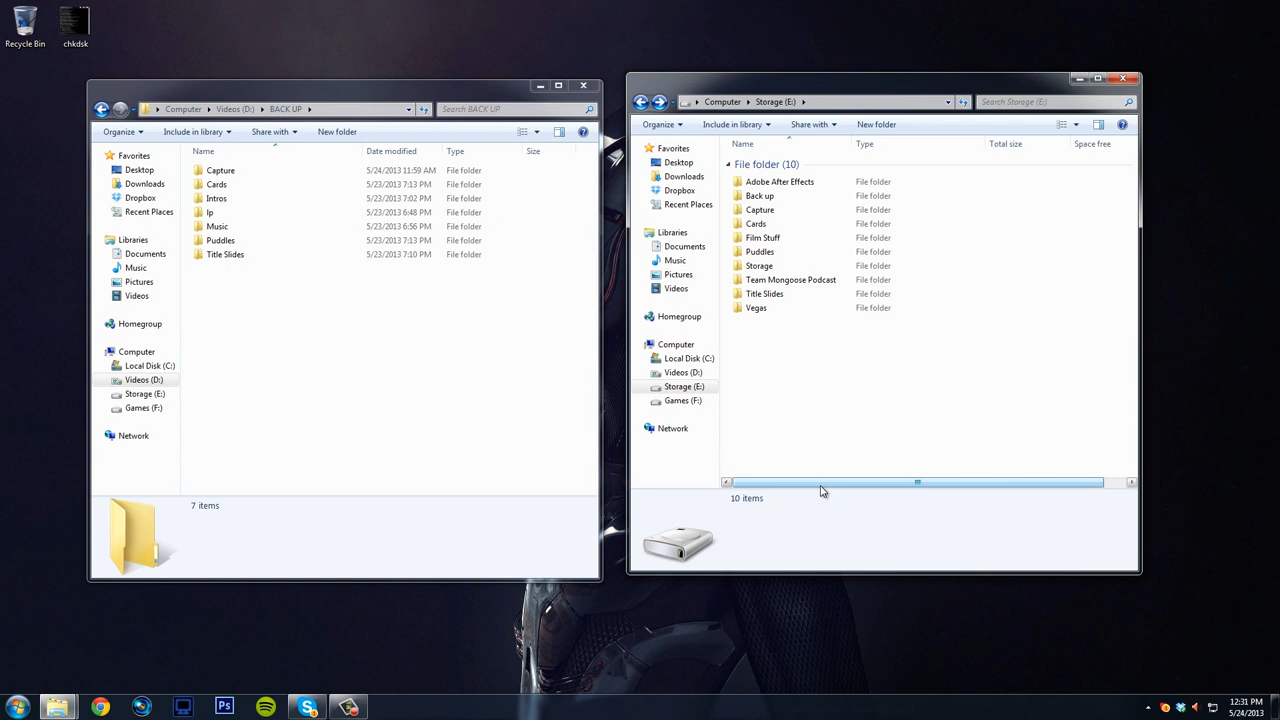 Recycle Bin
chkdsk
Computer ▸ Videos (D:) ▸ BACK UP ▸
Search BACK UP
Organize
Include in library
Share with
New folder
Favorites
Desktop
Downloads
Dropbox
Recent Places
Libraries
Documents
Music
Pictures
Videos
Homegroup
Computer
Local Disk (C:)
Videos (D:)
Storage (E:)
Games (F:)
Network
Name Date modified Type Size
Capture 5/24/2013 11:59 AM File folder
Cards 5/23/2013 7:13 PM File folder
Intros 5/23/2013 7:02 PM File folder
lp 5/23/2013 6:48 PM File folder
Music 5/23/2013 6:56 PM File folder
Puddles 5/23/2013 7:13 PM File folder
Title Slides 5/23/2013 7:10 PM File folder
7 items
Computer ▸ Storage (E:) ▸
Search Storage (E:)
Organize
Include in library
Share with
New folder
Favorites
Desktop
Downloads
Dropbox
Recent Places
Libraries
Documents
Music
Pictures
Videos
Homegroup
Computer
Local Disk (C:)
Videos (D:)
Storage (E:)
Games (F:)
Network
Name Type Total size Space free
File folder (10)
Adobe After Effects File folder
Back up File folder
Capture File folder
Cards File folder
Film Stuff File folder
Puddles File folder
Storage File folder
Team Mongoose Podcast File folder
Title Slides File folder
Vegas File folder
10 items
Ps
12:31 PM
5/24/2013